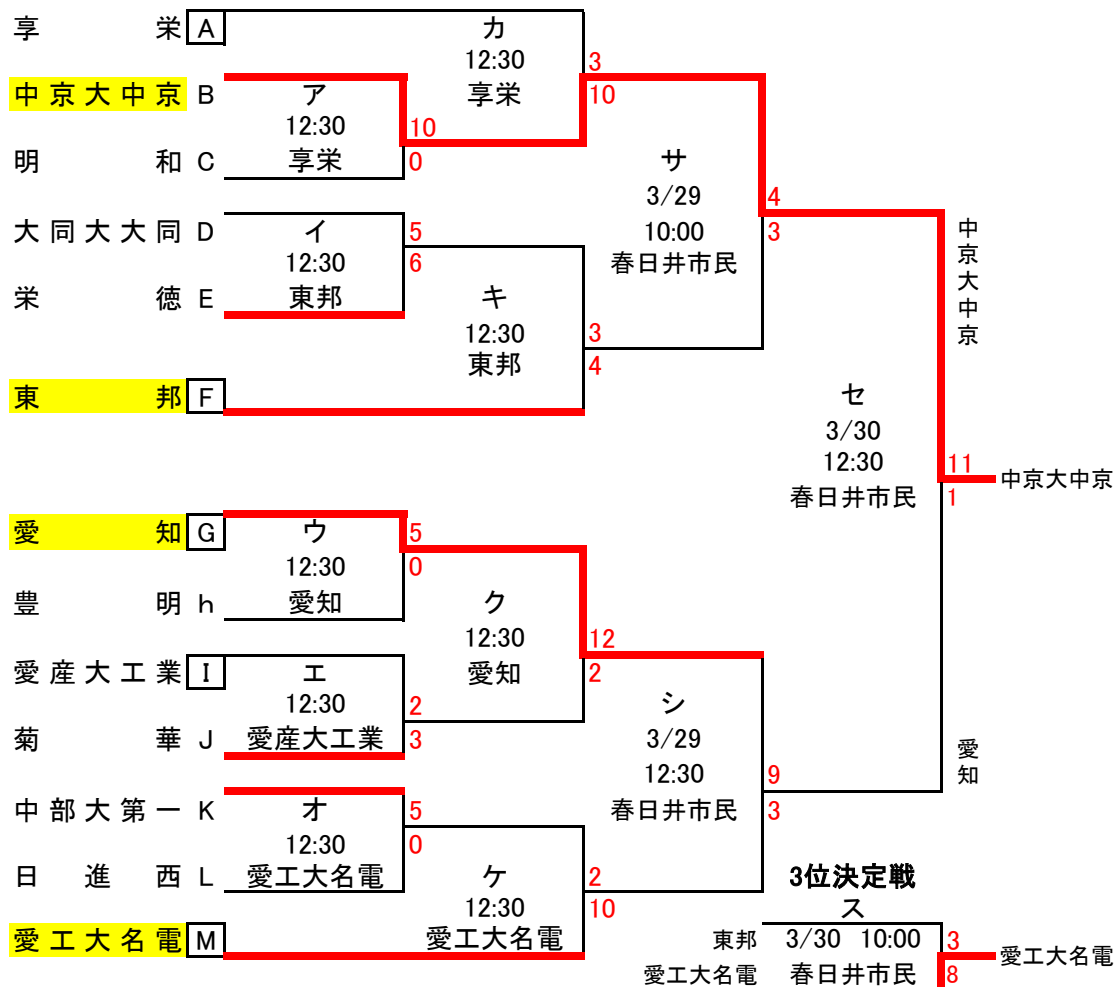 享栄 A
カ
12:30
享栄
3
10
中京大中京 B
ア
12:30
享栄
10
0
明和 C
サ
3/29
10:00
春日井市民
4
3
大同大大同 D
イ
12:30
東邦
5
6
栄徳 E
キ
12:30
東邦
3
4
東邦 F
中京大中京
セ
3/30
12:30
春日井市民
11
1
中京大中京
愛知 G
ウ
12:30
愛知
5
0
豊明 h
ク
12:30
愛知
12
2
愛産大工業 I
エ
12:30
愛産大工業
2
3
菊華 J
シ
3/29
12:30
春日井市民
9
3
愛知
中部大第一 K
オ
12:30
愛工大名電
5
0
日進西 L
ケ
12:30
愛工大名電
2
10
愛工大名電 M
3位決定戦
ス
東邦 3/30 10:00 3
愛工大名電 春日井市民 8
愛工大名電